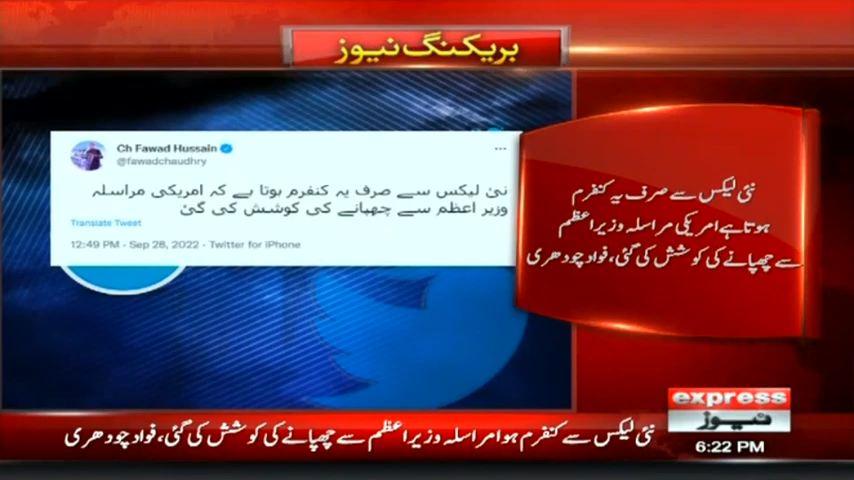 بریکنگ نیوز
Ch Fawad Hussain
@fawadchaudhry
نئ لیکس سے صرف یہ کنفرم ہوتا ہے کہ امریکی مراسلہ
وزیر اعظم سے چھپانے کی کوشش کی گئ
Translate Tweet
12:49 PM - Sep 28, 2022 - Twitter for iPhone
نئی لیکس سے صرف یہ کنفرم
ہوتا ہے امریکی مراسلہ وزیراعظم
سے چھپانے کی کوشش کی گئی، فواد چودھری
express
نیوز
نئی لیکس سے کنفرم ہوا مراسلہ وزیراعظم سے چھپانے کی کوشش کی گئی، فواد چودھری
6:22 PM